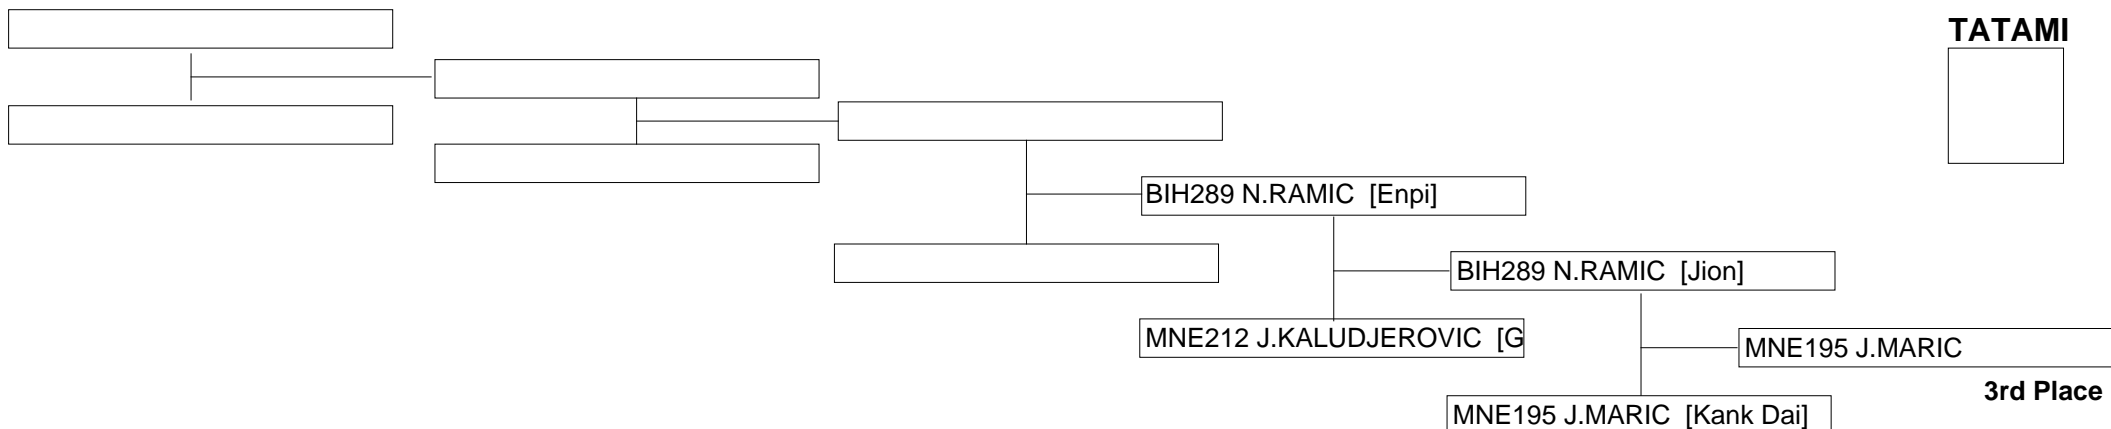 TATAMI
BIH289 N.RAMIC [Enpi]
BIH289 N.RAMIC [Jion]
MNE212 J.KALUDJEROVIC [G
MNE195 J.MARIC
3rd Place
MNE195 J.MARIC [Kank Dai]